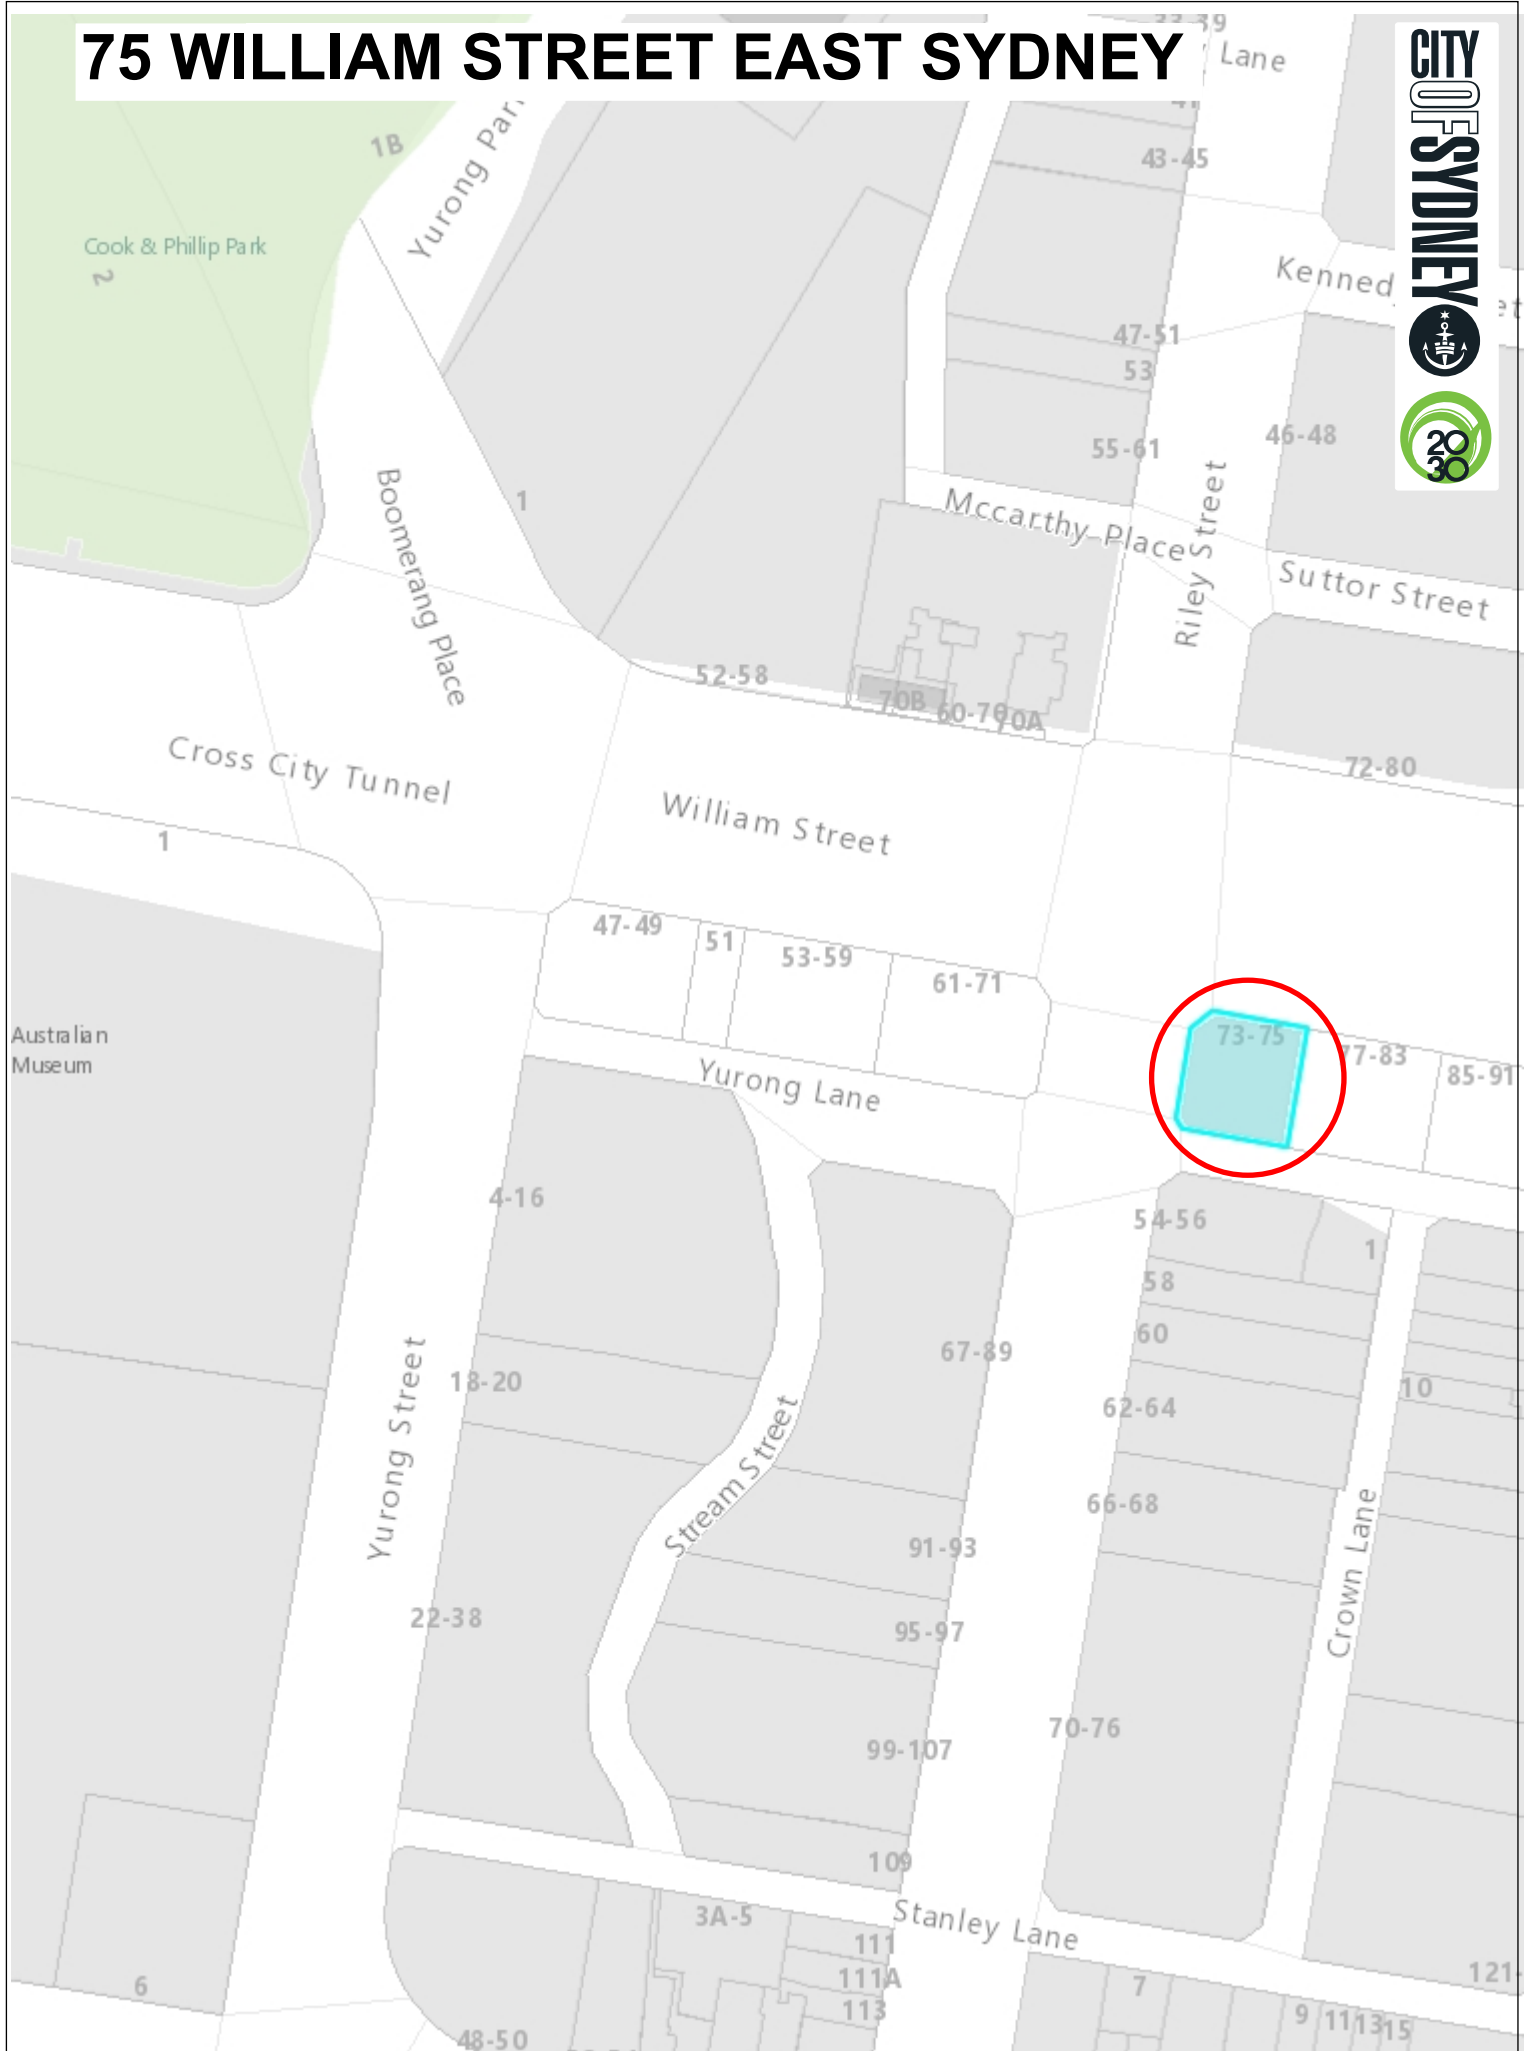 75 WILLIAM STREET EAST SYDNEY
CITYOFSYDNEY
2030
Lane
41
43-45
1B
Yurong Par
Cook & Phillip Park
2
47-51
53
55-61
46-48
1
Boomerang Place
Mccarthy Place
Riley Street
Suttor Street
52-58
70B
60-70
70A
72-80
Cross City Tunnel
William Street
1
47-49
51
53-59
61-71
73-75
77-83
85-91
Australian
Museum
Yurong Lane
4-16
54-56
1
58
60
67-89
18-20
10
62-64
Yurong Street
Stream Street
66-68
91-93
Crown Lane
22-38
95-97
70-76
99-107
109
3A-5
Stanley Lane
111
111A
113
6
7
121-
9
11
13
15
48-50